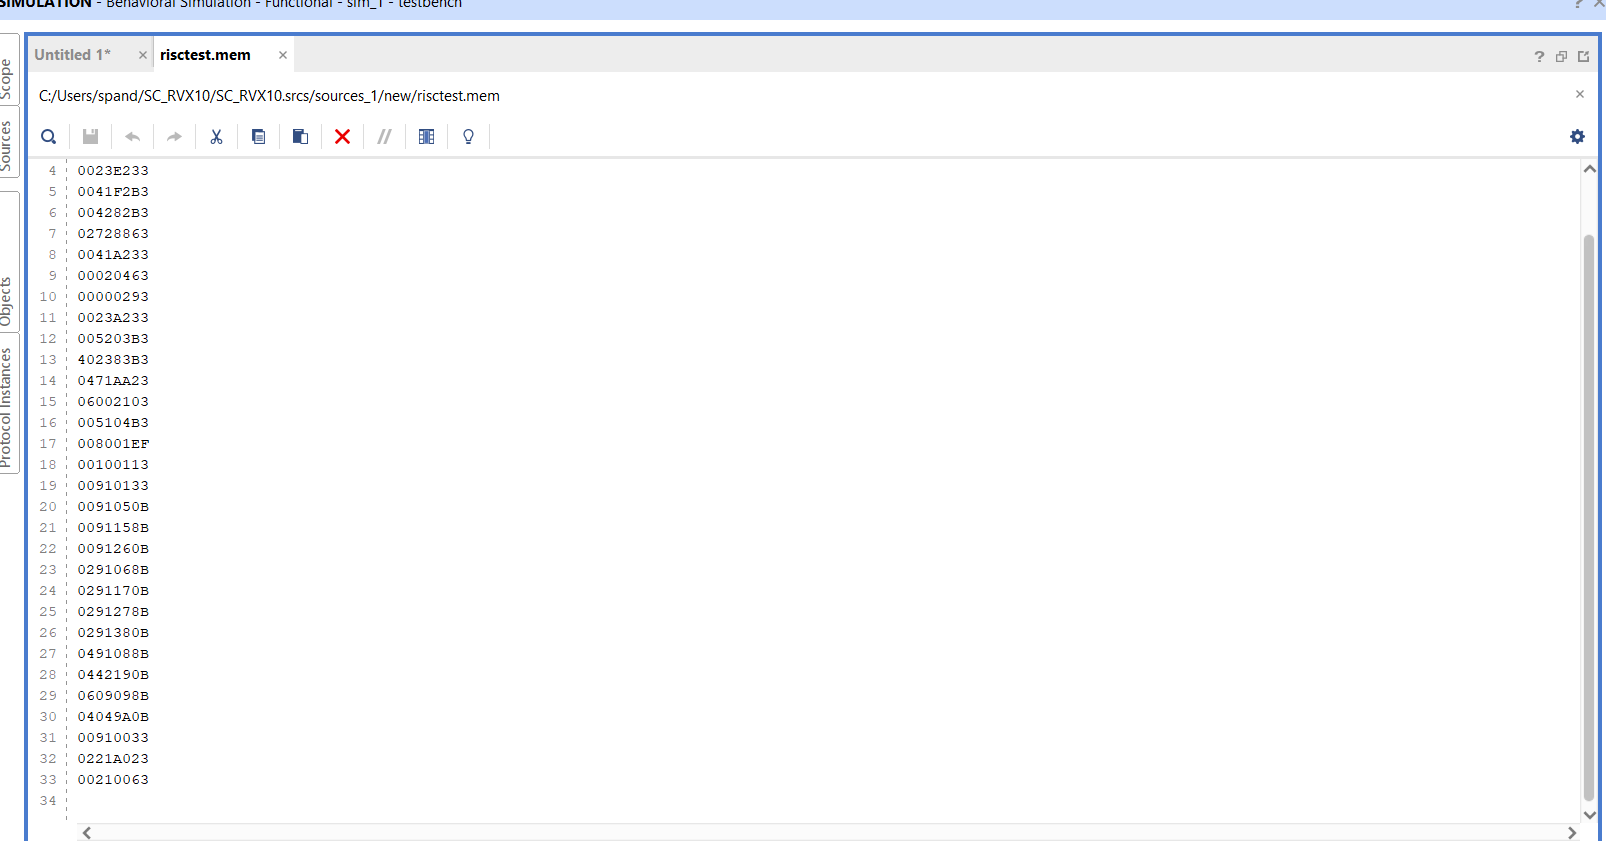 SIMULATION - Behavioral Simulation - Functional - sim_1 - testbench
? ×
Scope
Sources
Objects
Protocol Instances
Untitled 1* × risctest.mem ×
?
C:/Users/spand/SC_RVX10/SC_RVX10.srcs/sources_1/new/risctest.mem ×
//
4 0023E233
5 0041F2B3
6 004282B3
7 02728863
8 0041A233
9 00020463
10 00000293
11 0023A233
12 005203B3
13 402383B3
14 0471AA23
15 06002103
16 005104B3
17 008001EF
18 00100113
19 00910133
20 0091050B
21 0091158B
22 0091260B
23 0291068B
24 0291170B
25 0291278B
26 0291380B
27 0491088B
28 0442190B
29 0609098B
30 04049A0B
31 00910033
32 0221A023
33 00210063
34